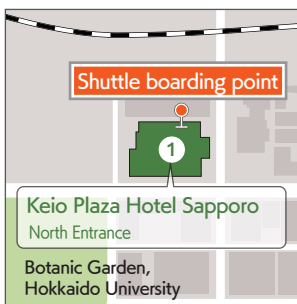 Shuttle boarding point
1
Keio Plaza Hotel Sapporo
North Entrance
Botanic Garden,
Hokkaido University